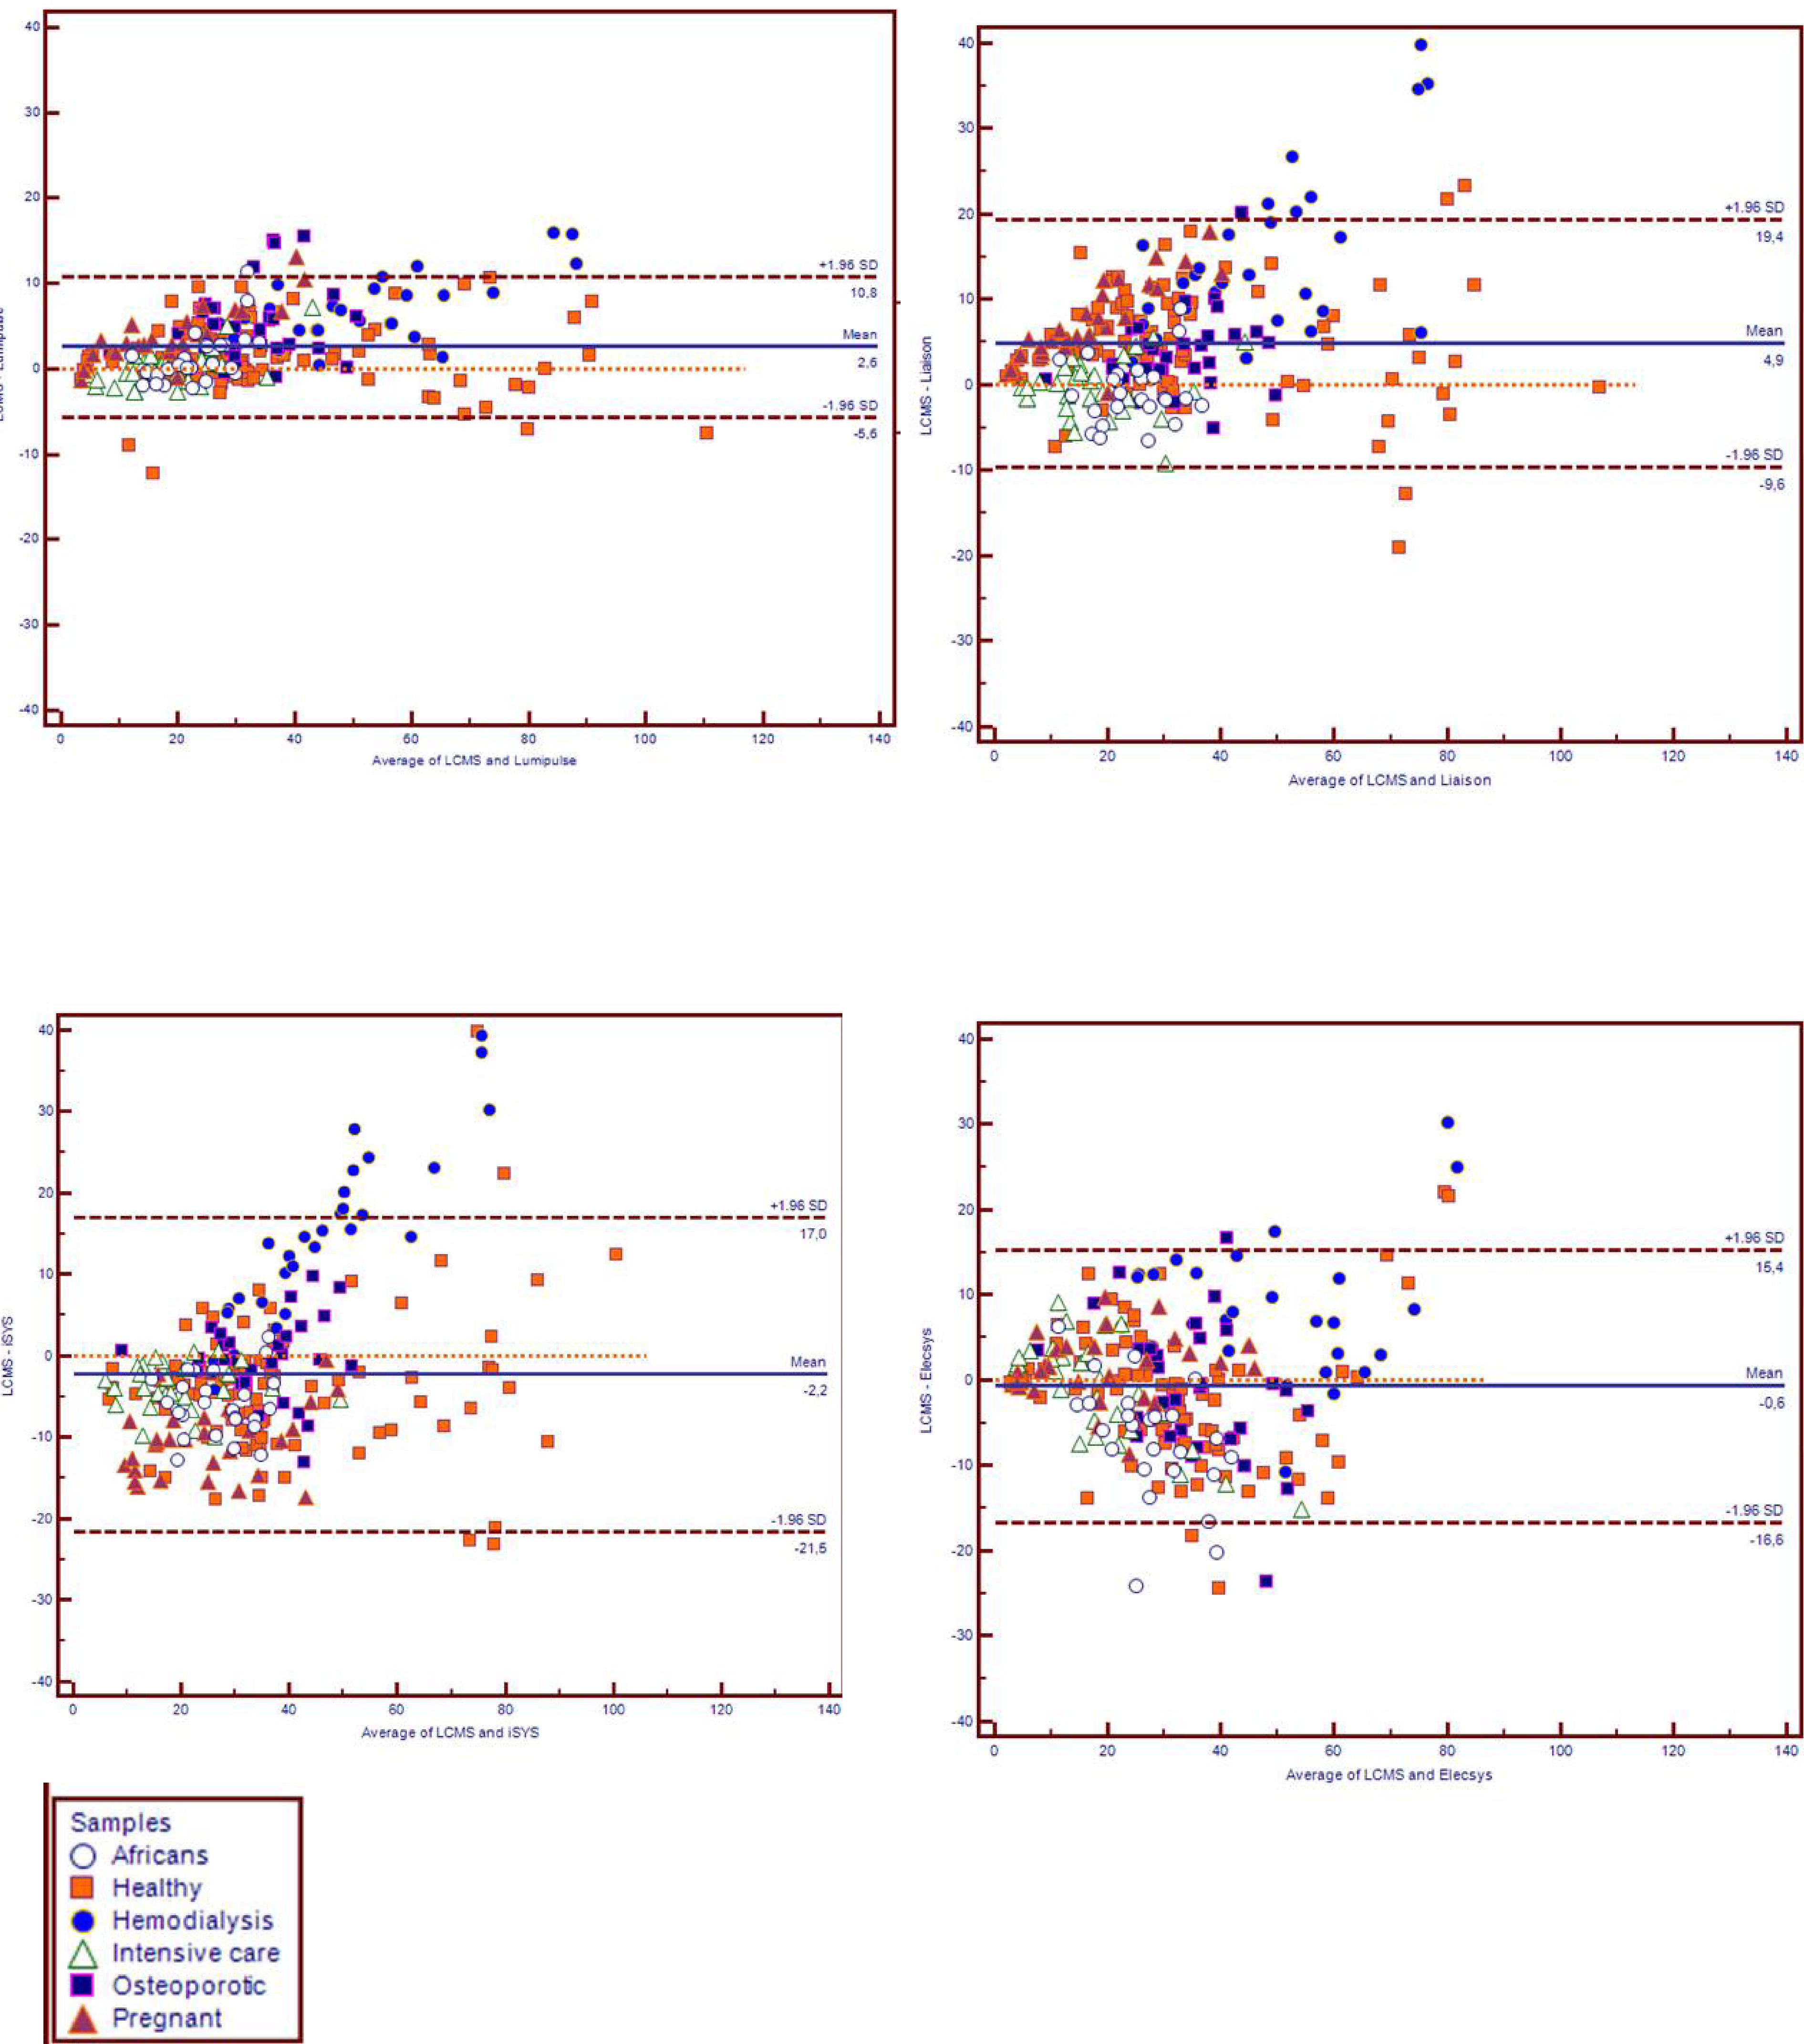 40
30
20
10
0
-10
-20
-30
-40
+1.96 SD
10,8
Mean
2,6
-1.96 SD
-5,6
0 20 40 60 80 100 120 140
Average of LCMS and Lumipulse
LCMS - Liaison
40
30
20
10
0
-10
-20
-30
-40
+1.96 SD
19,4
Mean
4,9
-1.96 SD
-9,6
0 20 40 60 80 100 120 140
Average of LCMS and Liaison
LCMS - iSYS
40
30
20
10
0
-10
-20
-30
-40
+1.96 SD
17,0
Mean
-2,2
-1.96 SD
-21,5
0 20 40 60 80 100 120 140
Average of LCMS and iSYS
LCMS - Elecsys
40
30
20
10
0
-10
-20
-30
-40
+1.96 SD
15,4
Mean
-0,6
-1.96 SD
-16,6
0 20 40 60 80 100 120 140
Average of LCMS and Elecsys
Samples
Africans
Healthy
Hemodialysis
Intensive care
Osteoporotic
Pregnant